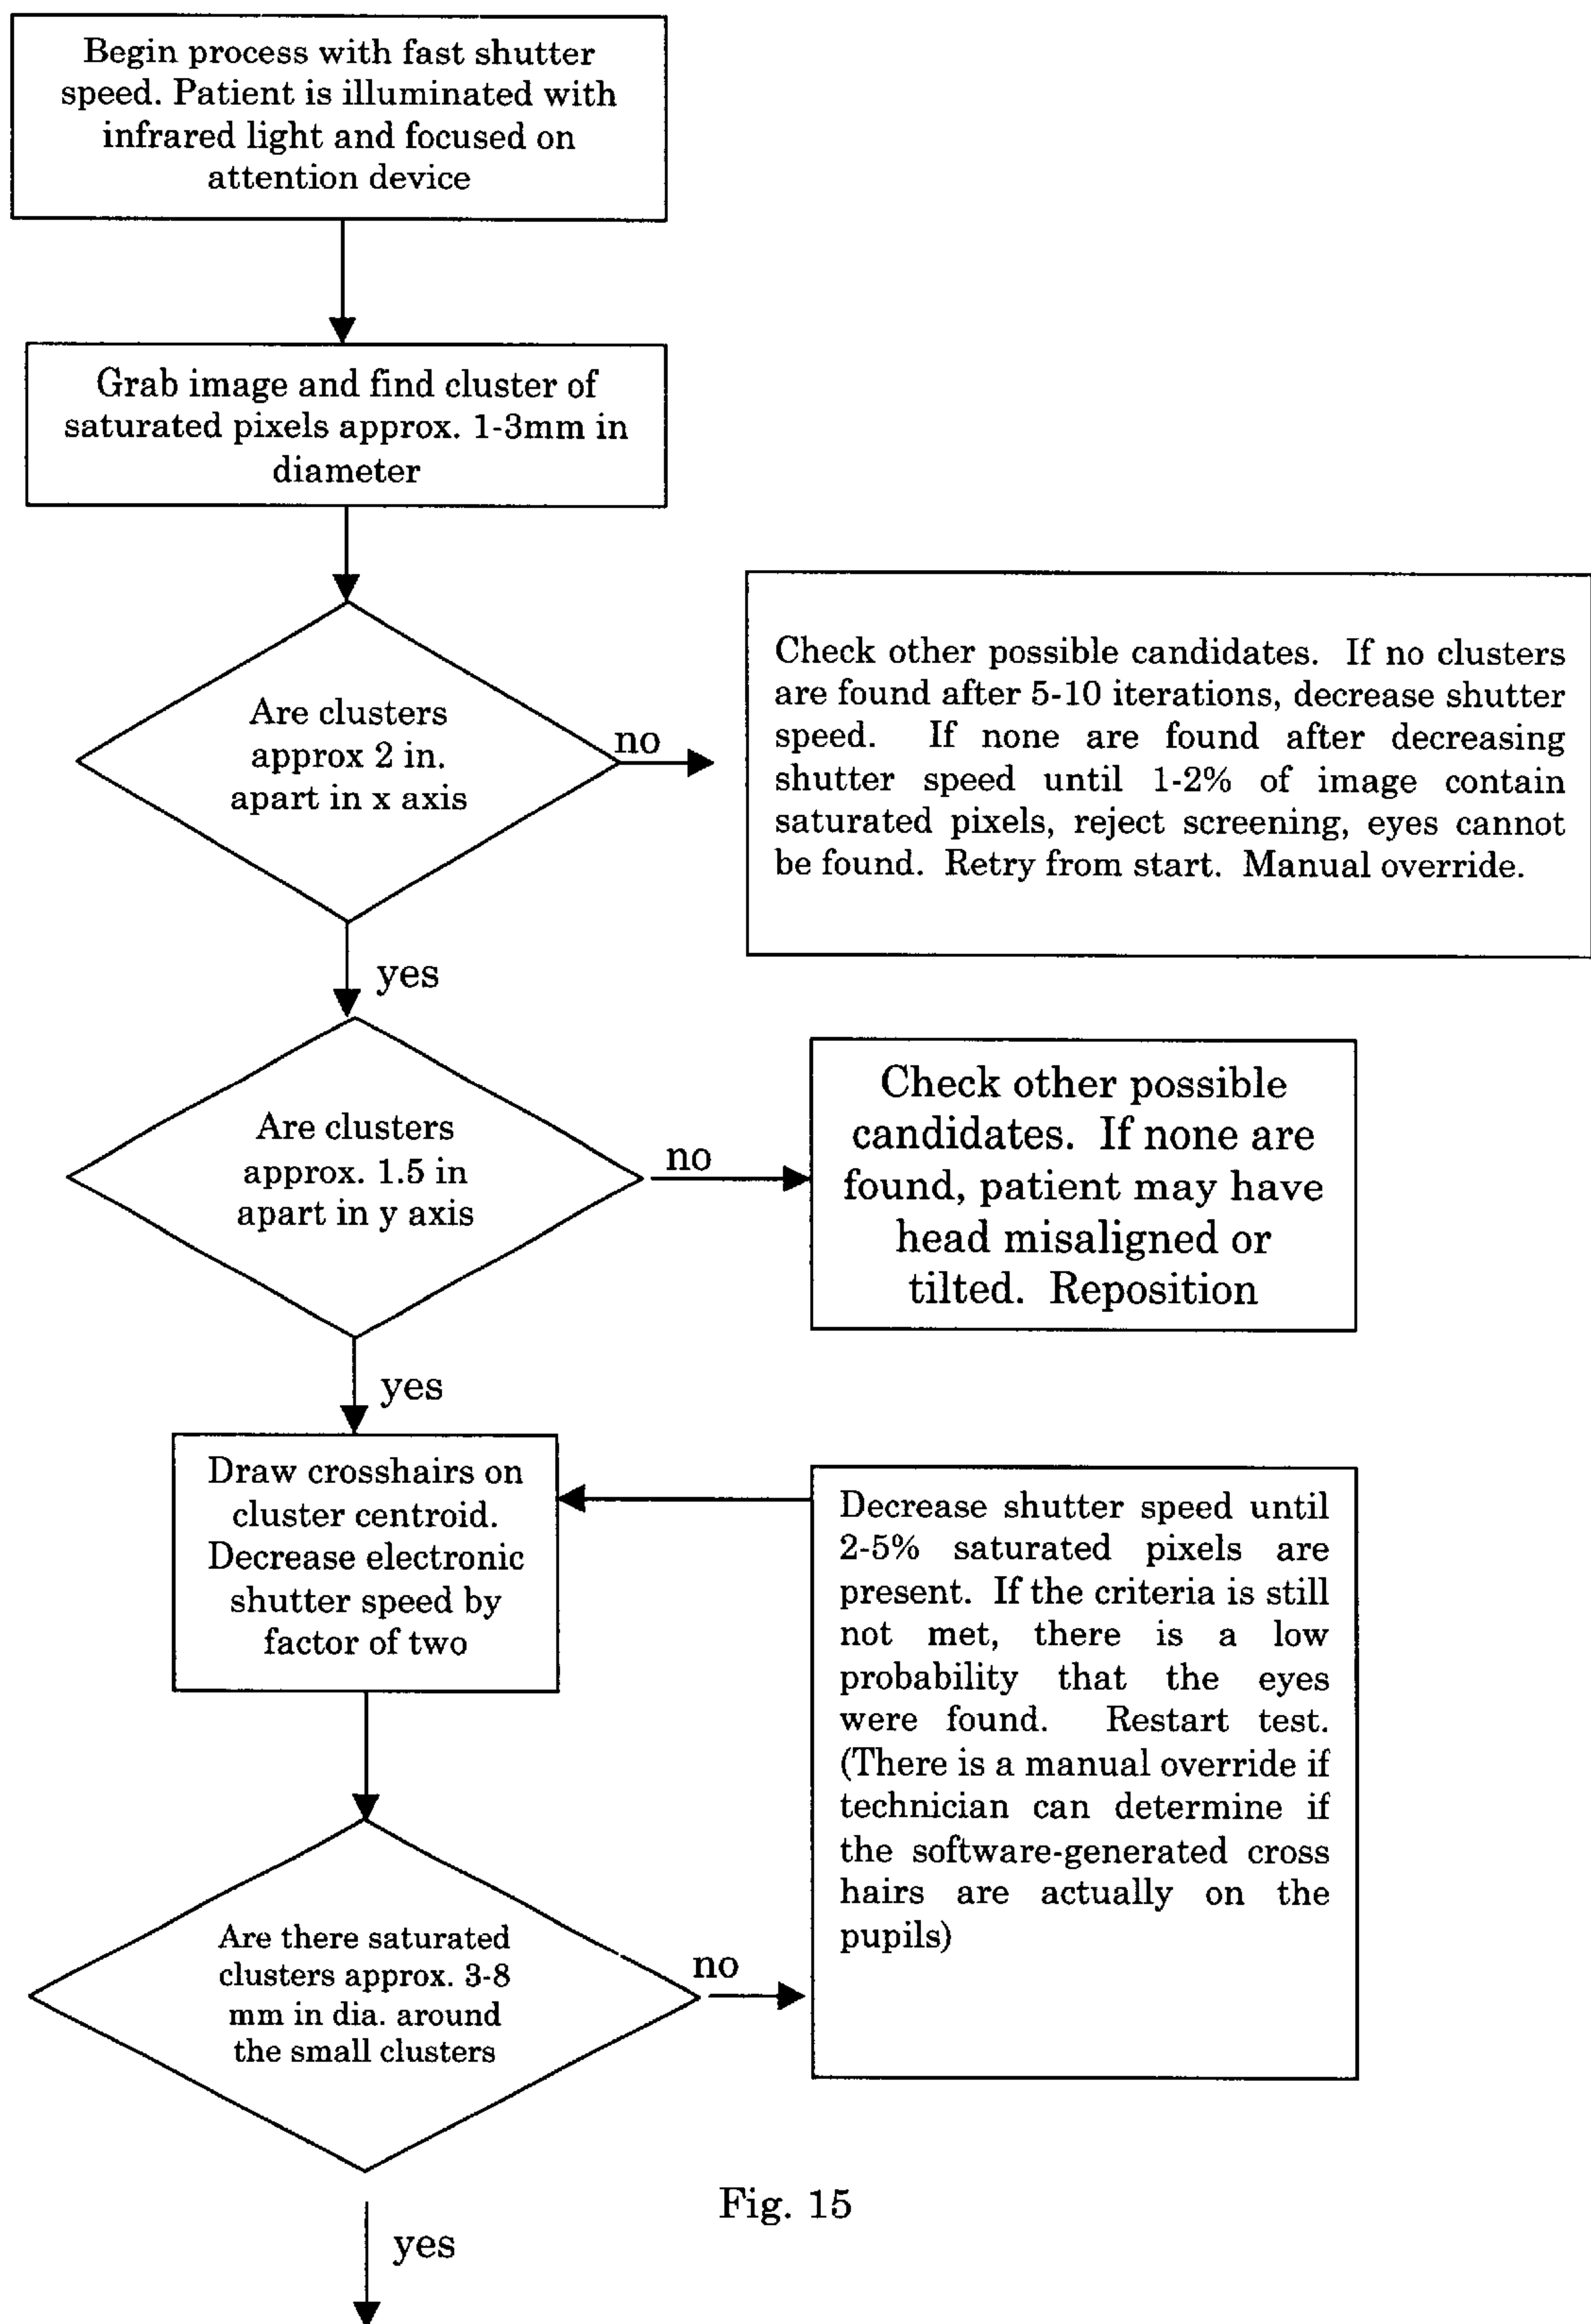 Begin process with fast shutter
speed. Patient is illuminated with
infrared light and focused on
attention device
Grab image and find cluster of
saturated pixels approx. 1-3mm in
diameter
Are clusters
approx 2 in.
apart in x axis
no
Check other possible candidates. If no clusters
are found after 5-10 iterations, decrease shutter
speed. If none are found after decreasing
shutter speed until 1-2% of image contain
saturated pixels, reject screening, eyes cannot
be found. Retry from start. Manual override.
yes
Are clusters
approx. 1.5 in
apart in y axis
no
Check other possible
candidates. If none are
found, patient may have
head misaligned or
tilted. Reposition
yes
Draw crosshairs on
cluster centroid.
Decrease electronic
shutter speed by
factor of two
Decrease shutter speed until
2-5% saturated pixels are
present. If the criteria is still
not met, there is a low
probability that the eyes
were found. Restart test.
(There is a manual override if
technician can determine if
the software-generated cross
hairs are actually on the
pupils)
Are there saturated
clusters approx. 3-8
mm in dia. around
the small clusters
no
yes
Fig. 15